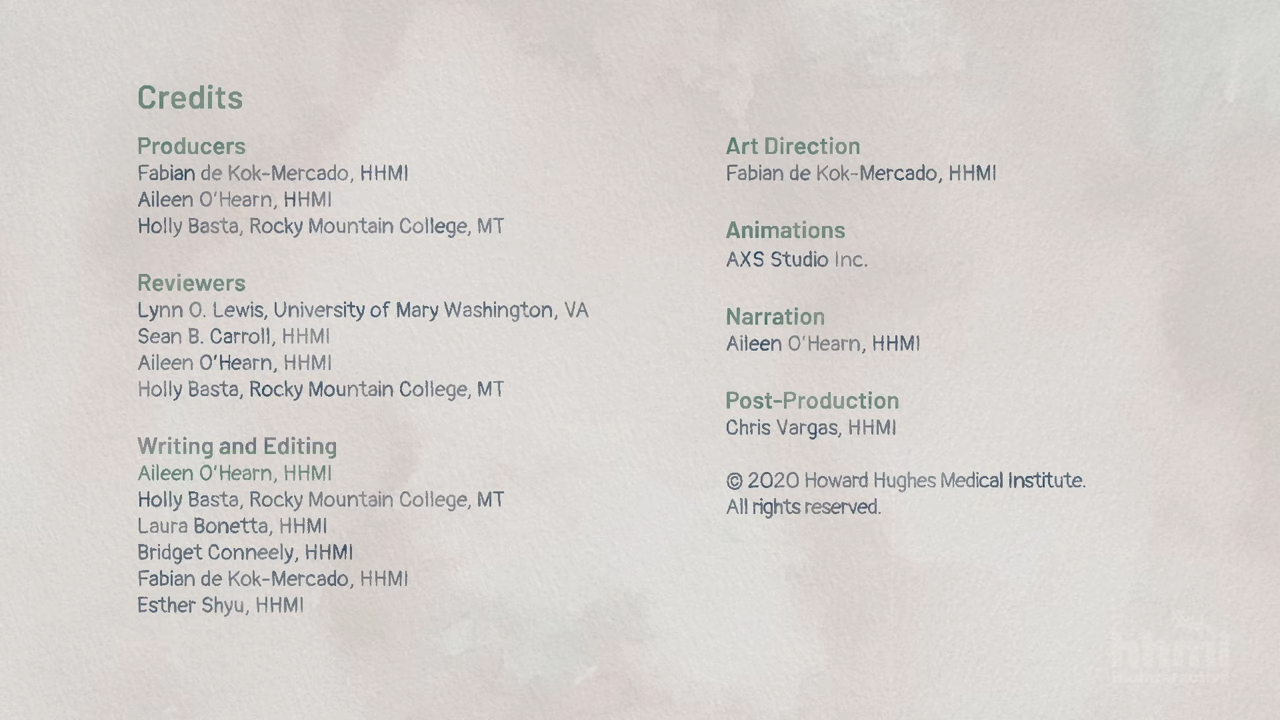 Credits
Producers
Fabian de Kok-Mercado, HHMI
Aileen O'Hearn, HHMI
Holly Basta, Rocky Mountain College, MT
Reviewers
Lynn O. Lewis, University of Mary Washington, VA
Sean B. Carroll, HHMI
Aileen O'Hearn, HHMI
Holly Basta, Rocky Mountain College, MT
Writing and Editing
Aileen O'Hearn, HHMI
Holly Basta, Rocky Mountain College, MT
Laura Bonetta, HHMI
Bridget Conneely, HHMI
Fabian de Kok-Mercado, HHMI
Esther Shyu, HHMI
Art Direction
Fabian de Kok-Mercado, HHMI
Animations
AXS Studio Inc.
Narration
Aileen O'Hearn, HHMI
Post-Production
Chris Vargas, HHMI
© 2020 Howard Hughes Medical Institute.
All rights reserved.
hhmi